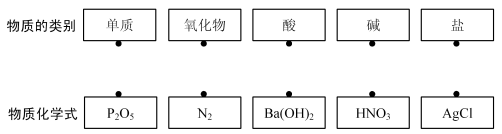 物质的类别 单质 氧化物 酸 碱 盐
物质化学式 P₂O₅ N₂ Ba(OH)₂ HNO₃ AgCl